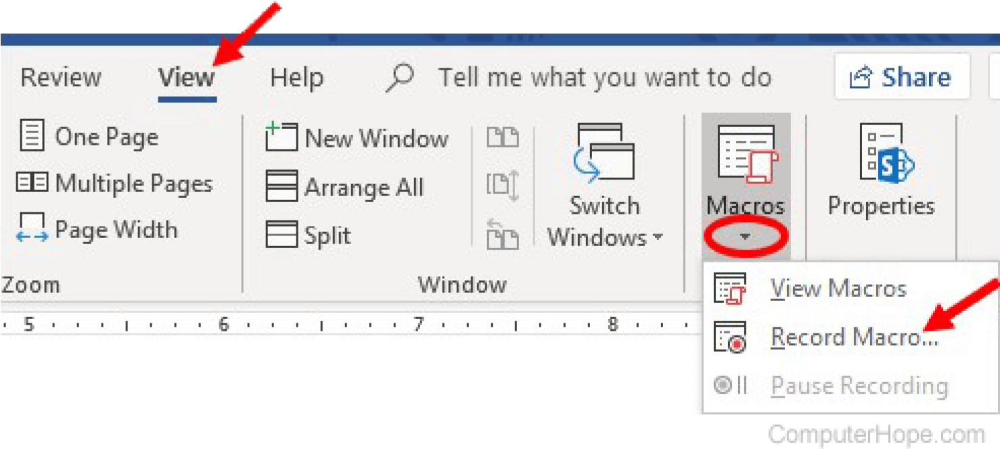 Review View Help Tell me what you want to do Share
One Page
Multiple Pages
Page Width
Zoom
New Window
Arrange All
Split
Switch
Windows
Window
Macros
Properties
View Macros
Record Macro...
Pause Recording
5 6 7 8
ComputerHope.com